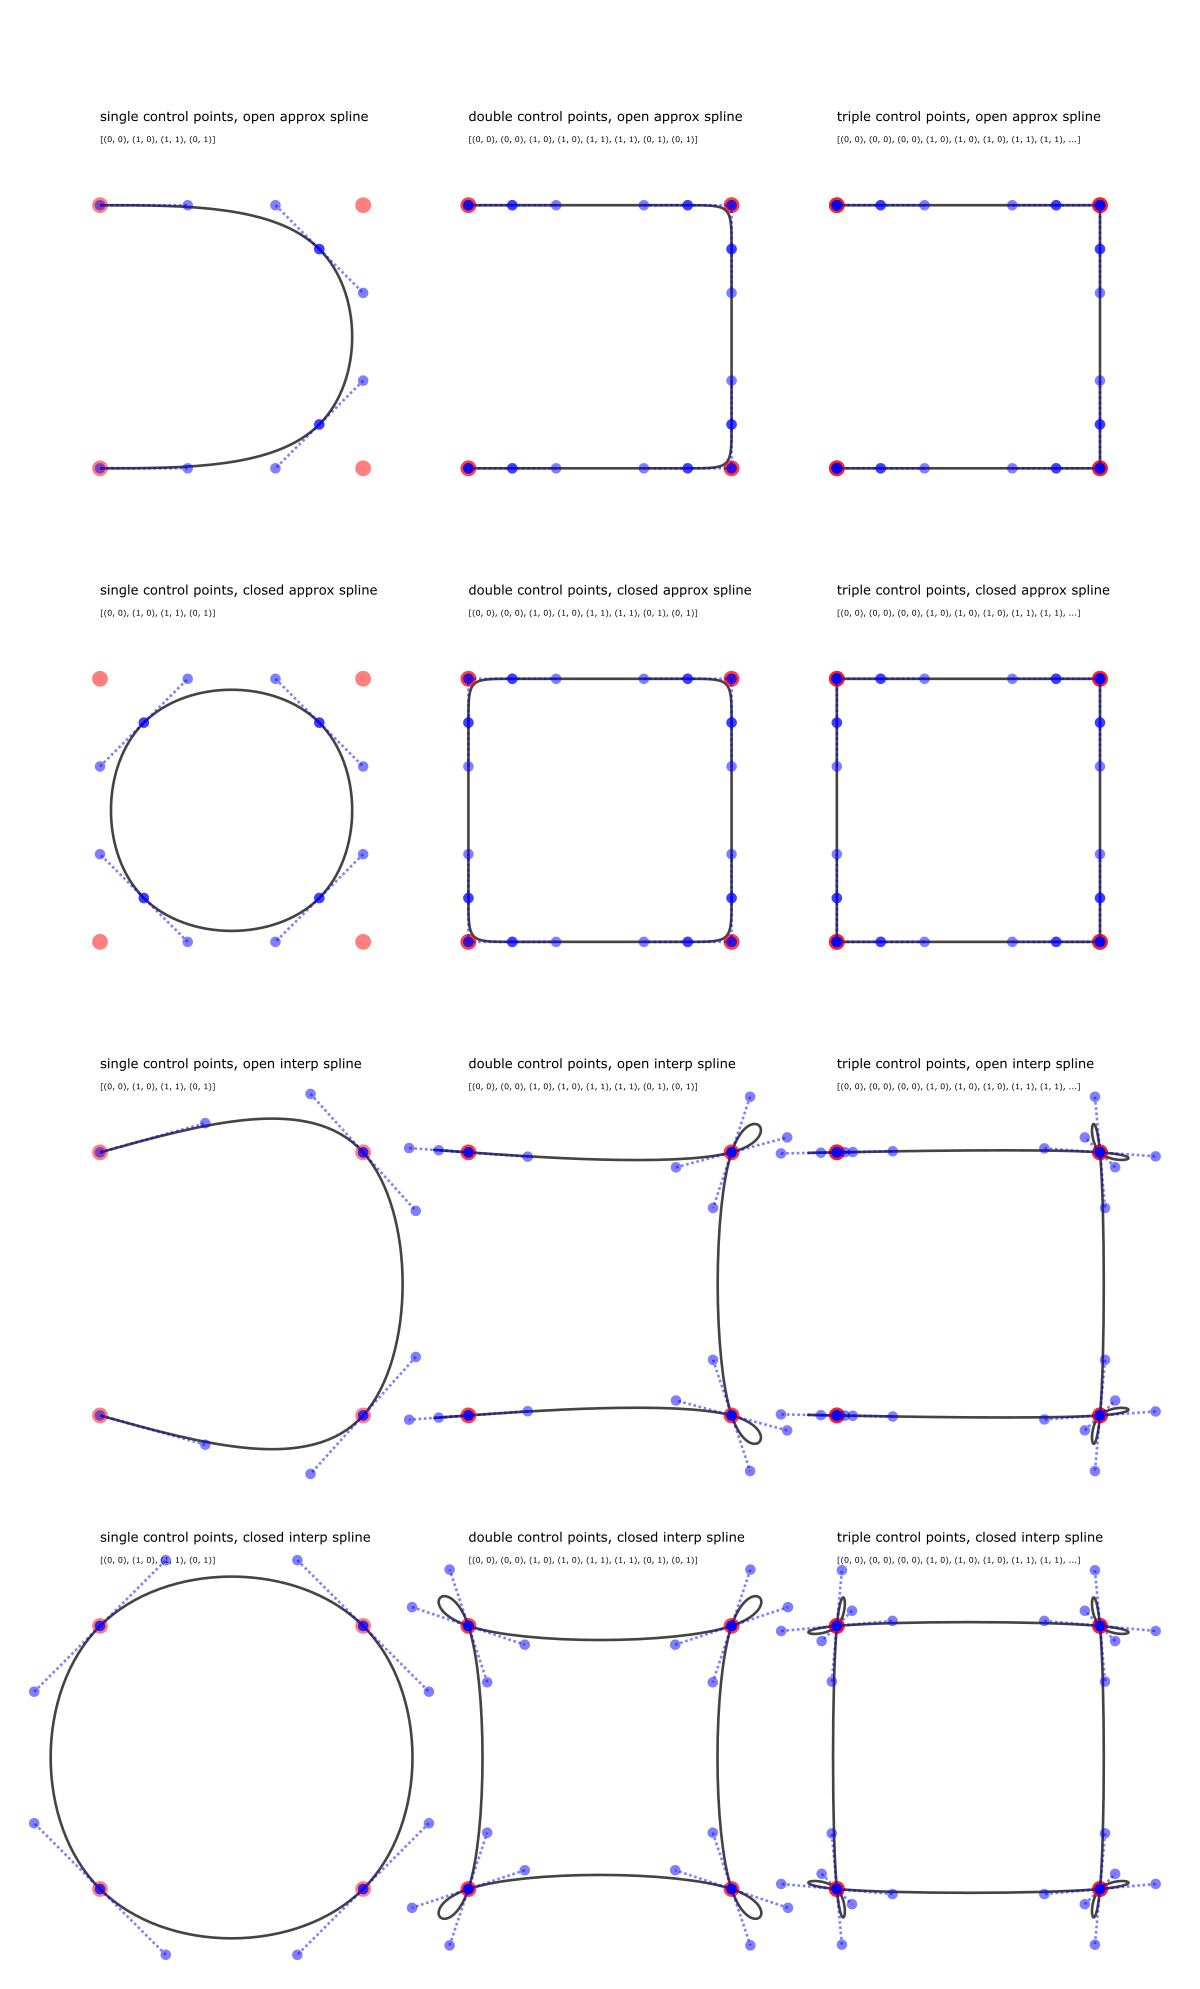 single control points, open approx spline
[(0, 0), (1, 0), (1, 1), (0, 1)]
double control points, open approx spline
[(0, 0), (0, 0), (1, 0), (1, 0), (1, 1), (1, 1), (0, 1), (0, 1)]
triple control points, open approx spline
[(0, 0), (0, 0), (0, 0), (1, 0), (1, 0), (1, 0), (1, 1), (1, 1), ...]
single control points, closed approx spline
[(0, 0), (1, 0), (1, 1), (0, 1)]
double control points, closed approx spline
[(0, 0), (0, 0), (1, 0), (1, 0), (1, 1), (1, 1), (0, 1), (0, 1)]
triple control points, closed approx spline
[(0, 0), (0, 0), (0, 0), (1, 0), (1, 0), (1, 0), (1, 1), (1, 1), ...]
single control points, open interp spline
[(0, 0), (1, 0), (1, 1), (0, 1)]
double control points, open interp spline
[(0, 0), (0, 0), (1, 0), (1, 0), (1, 1), (1, 1), (0, 1), (0, 1)]
triple control points, open interp spline
[(0, 0), (0, 0), (0, 0), (1, 0), (1, 0), (1, 0), (1, 1), (1, 1), ...]
single control points, closed interp spline
[(0, 0), (1, 0), (1, 1), (0, 1)]
double control points, closed interp spline
[(0, 0), (0, 0), (1, 0), (1, 0), (1, 1), (1, 1), (0, 1), (0, 1)]
triple control points, closed interp spline
[(0, 0), (0, 0), (0, 0), (1, 0), (1, 0), (1, 0), (1, 1), (1, 1), ...]